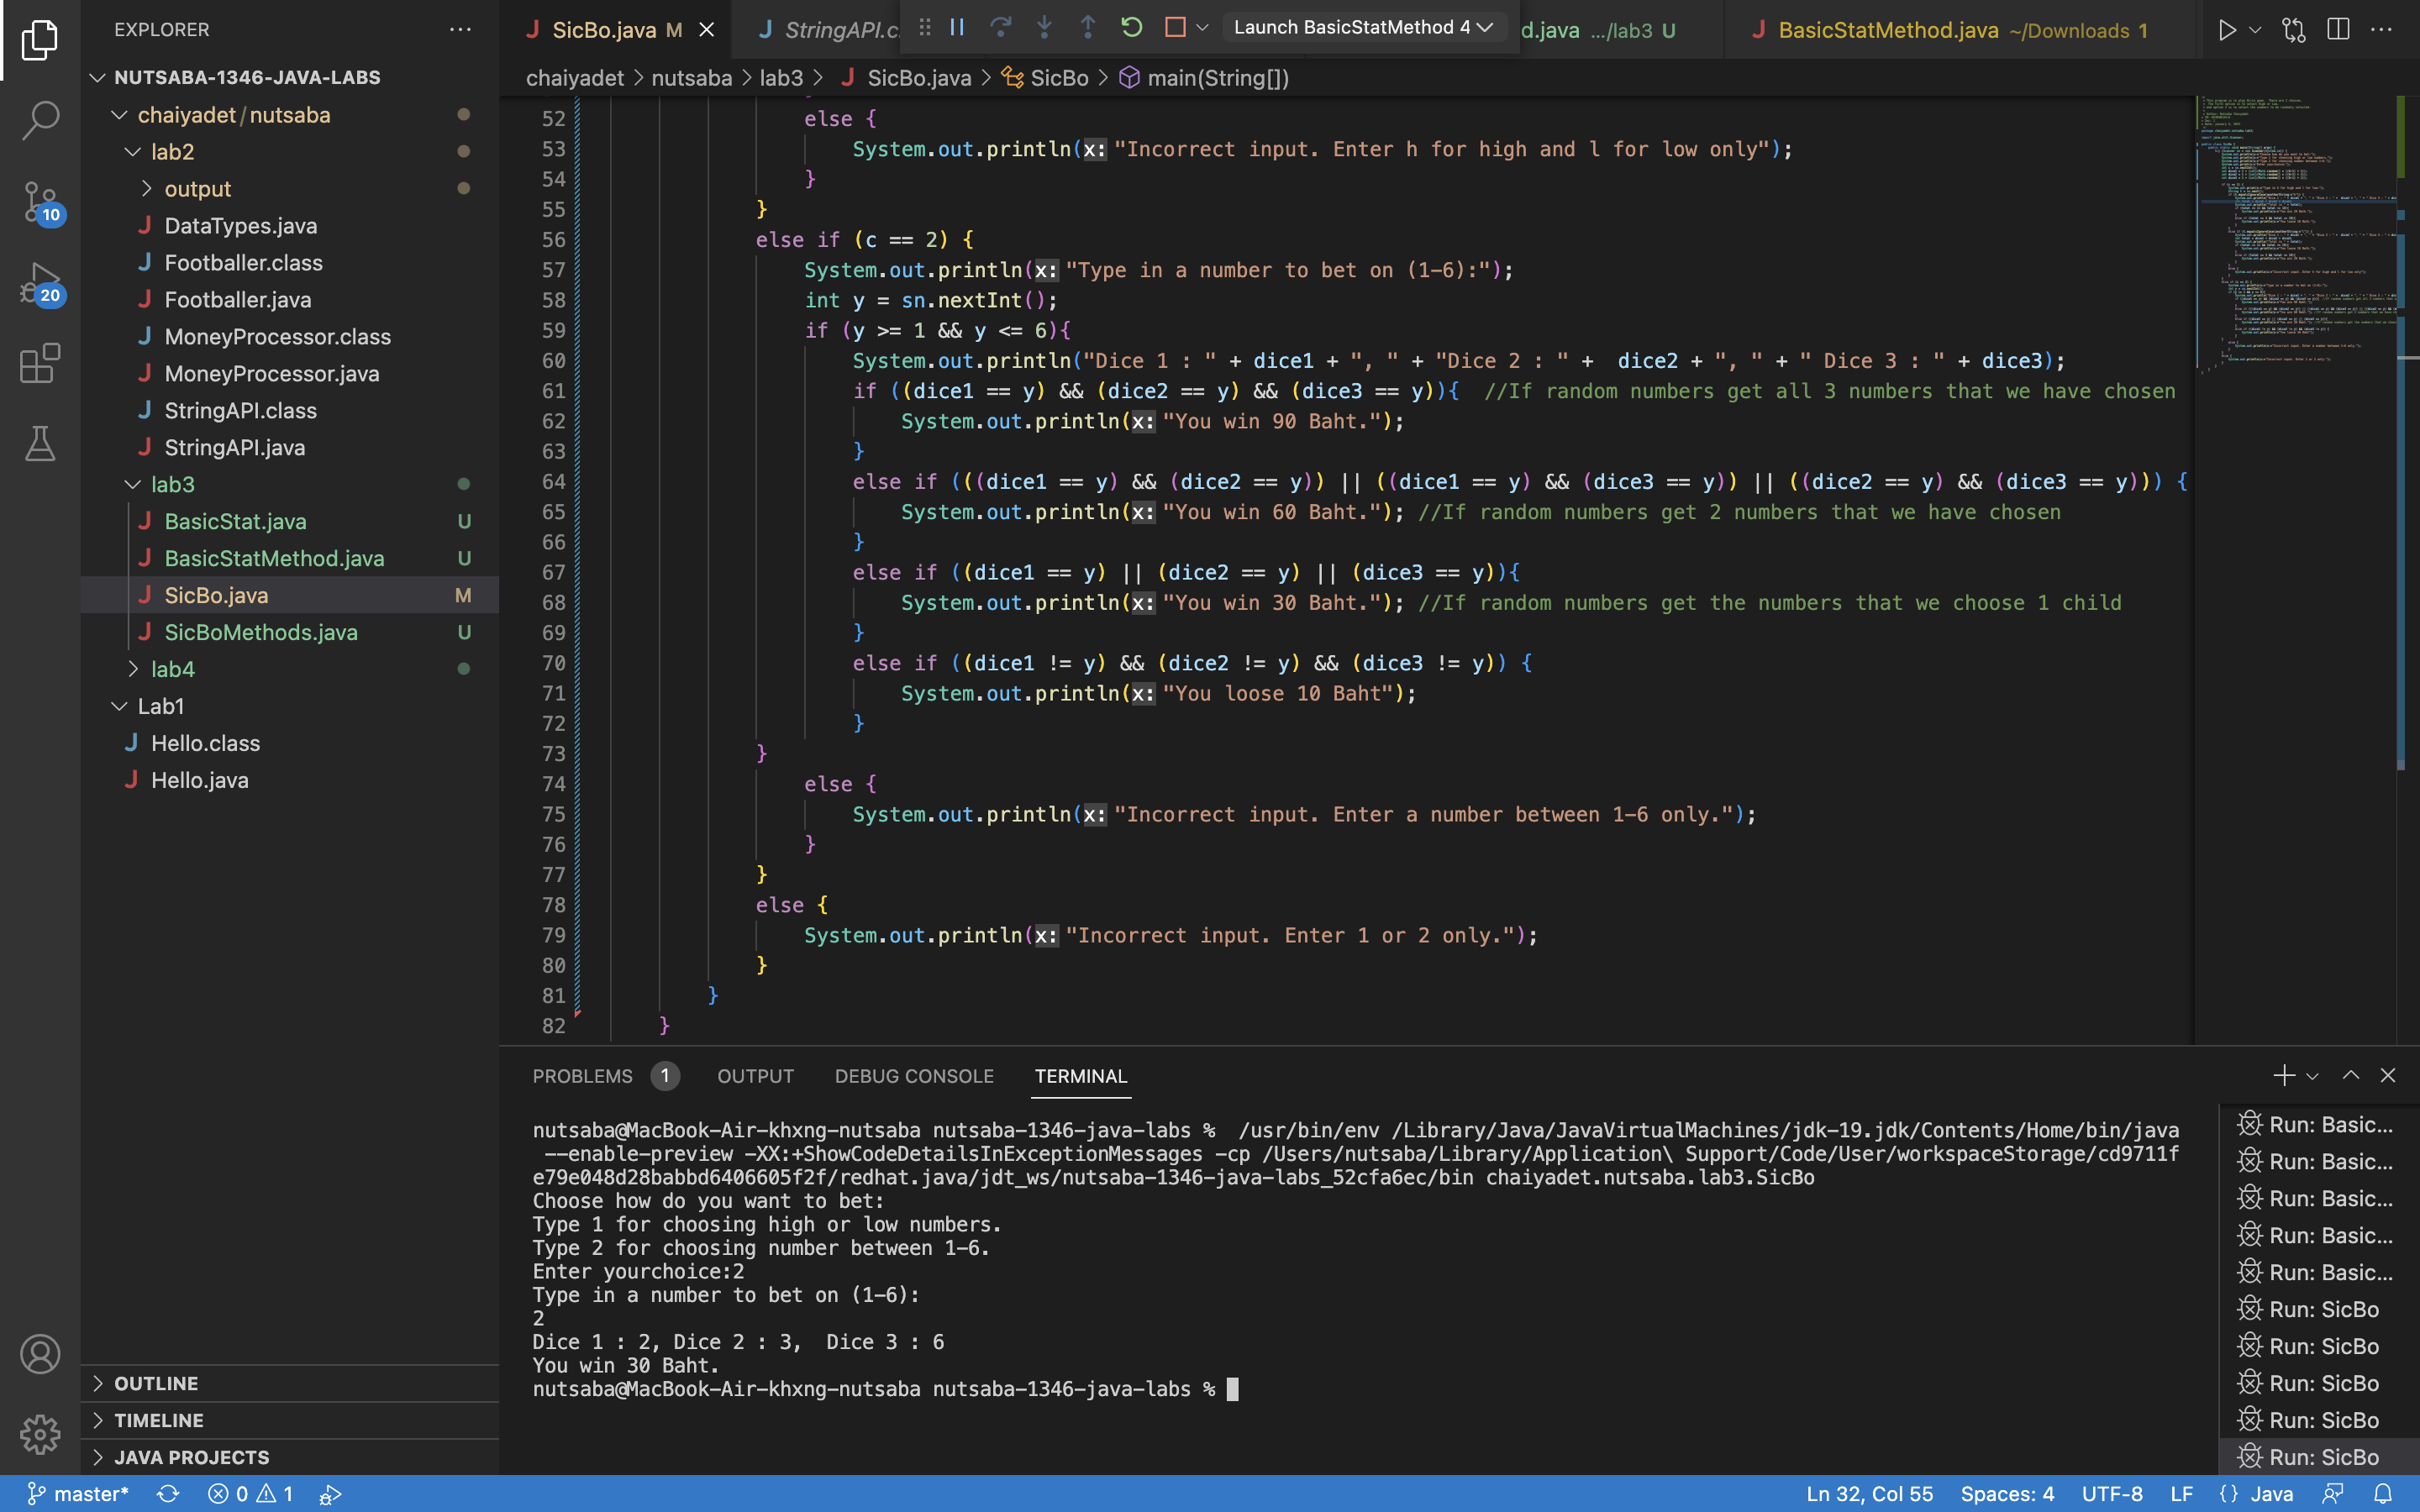 EXPLORER
NUTSABA-1346-JAVA-LABS
chaiyadet/nutsaba
lab2
output
DataTypes.java
Footballer.class
Footballer.java
MoneyProcessor.class
MoneyProcessor.java
StringAPI.class
StringAPI.java
lab3
BasicStat.java U
BasicStatMethod.java U
SicBo.java M
SicBoMethods.java U
lab4
Lab1
Hello.class
Hello.java
OUTLINE
TIMELINE
JAVA PROJECTS
10
20
SicBo.java M
StringAPI.c
Launch BasicStatMethod 4
d.java .../lab3 U
BasicStatMethod.java ~/Downloads 1
chaiyadet > nutsaba > lab3 > SicBo.java > SicBo > main(String[])
52 else {
53 System.out.println(x: "Incorrect input. Enter h for high and l for low only");
54 }
55 }
56 else if (c == 2) {
57 System.out.println(x: "Type in a number to bet on (1-6):");
58 int y = sn.nextInt();
59 if (y >= 1 && y <= 6){
60 System.out.println("Dice 1 : " + dice1 + ", " + "Dice 2 : " +  dice2 + ", " + " Dice 3 : " + dice3);
61 if ((dice1 == y) && (dice2 == y) && (dice3 == y)){  //If random numbers get all 3 numbers that we have chosen
62 System.out.println(x: "You win 90 Baht.");
63 }
64 else if (((dice1 == y) && (dice2 == y)) || ((dice1 == y) && (dice3 == y)) || ((dice2 == y) && (dice3 == y))) {
65 System.out.println(x: "You win 60 Baht."); //If random numbers get 2 numbers that we have chosen
66 }
67 else if ((dice1 == y) || (dice2 == y) || (dice3 == y)){
68 System.out.println(x: "You win 30 Baht."); //If random numbers get the numbers that we choose 1 child
69 }
70 else if ((dice1 != y) && (dice2 != y) && (dice3 != y)) {
71 System.out.println(x: "You loose 10 Baht");
72 }
73 }
74 else {
75 System.out.println(x: "Incorrect input. Enter a number between 1-6 only.");
76 }
77 }
78 else {
79 System.out.println(x: "Incorrect input. Enter 1 or 2 only.");
80 }
81 }
82 }
PROBLEMS 1 OUTPUT DEBUG CONSOLE TERMINAL
nutsaba@MacBook-Air-khxng-nutsaba nutsaba-1346-java-labs %  /usr/bin/env /Library/Java/JavaVirtualMachines/jdk-19.jdk/Contents/Home/bin/java
--enable-preview -XX:+ShowCodeDetailsInExceptionMessages -cp /Users/nutsaba/Library/Application\ Support/Code/User/workspaceStorage/cd9711f
e79e048d28babbd6406605f2f/redhat.java/jdt_ws/nutsaba-1346-java-labs_52cfa6ec/bin chaiyadet.nutsaba.lab3.SicBo
Choose how do you want to bet:
Type 1 for choosing high or low numbers.
Type 2 for choosing number between 1-6.
Enter yourchoice:2
Type in a number to bet on (1-6):
2
Dice 1 : 2, Dice 2 : 3,  Dice 3 : 6
You win 30 Baht.
nutsaba@MacBook-Air-khxng-nutsaba nutsaba-1346-java-labs %
Run: Basic...
Run: Basic...
Run: Basic...
Run: Basic...
Run: Basic...
Run: SicBo
Run: SicBo
Run: SicBo
Run: SicBo
Run: SicBo
master* 0 1
Ln 32, Col 55 Spaces: 4 UTF-8 LF {} Java